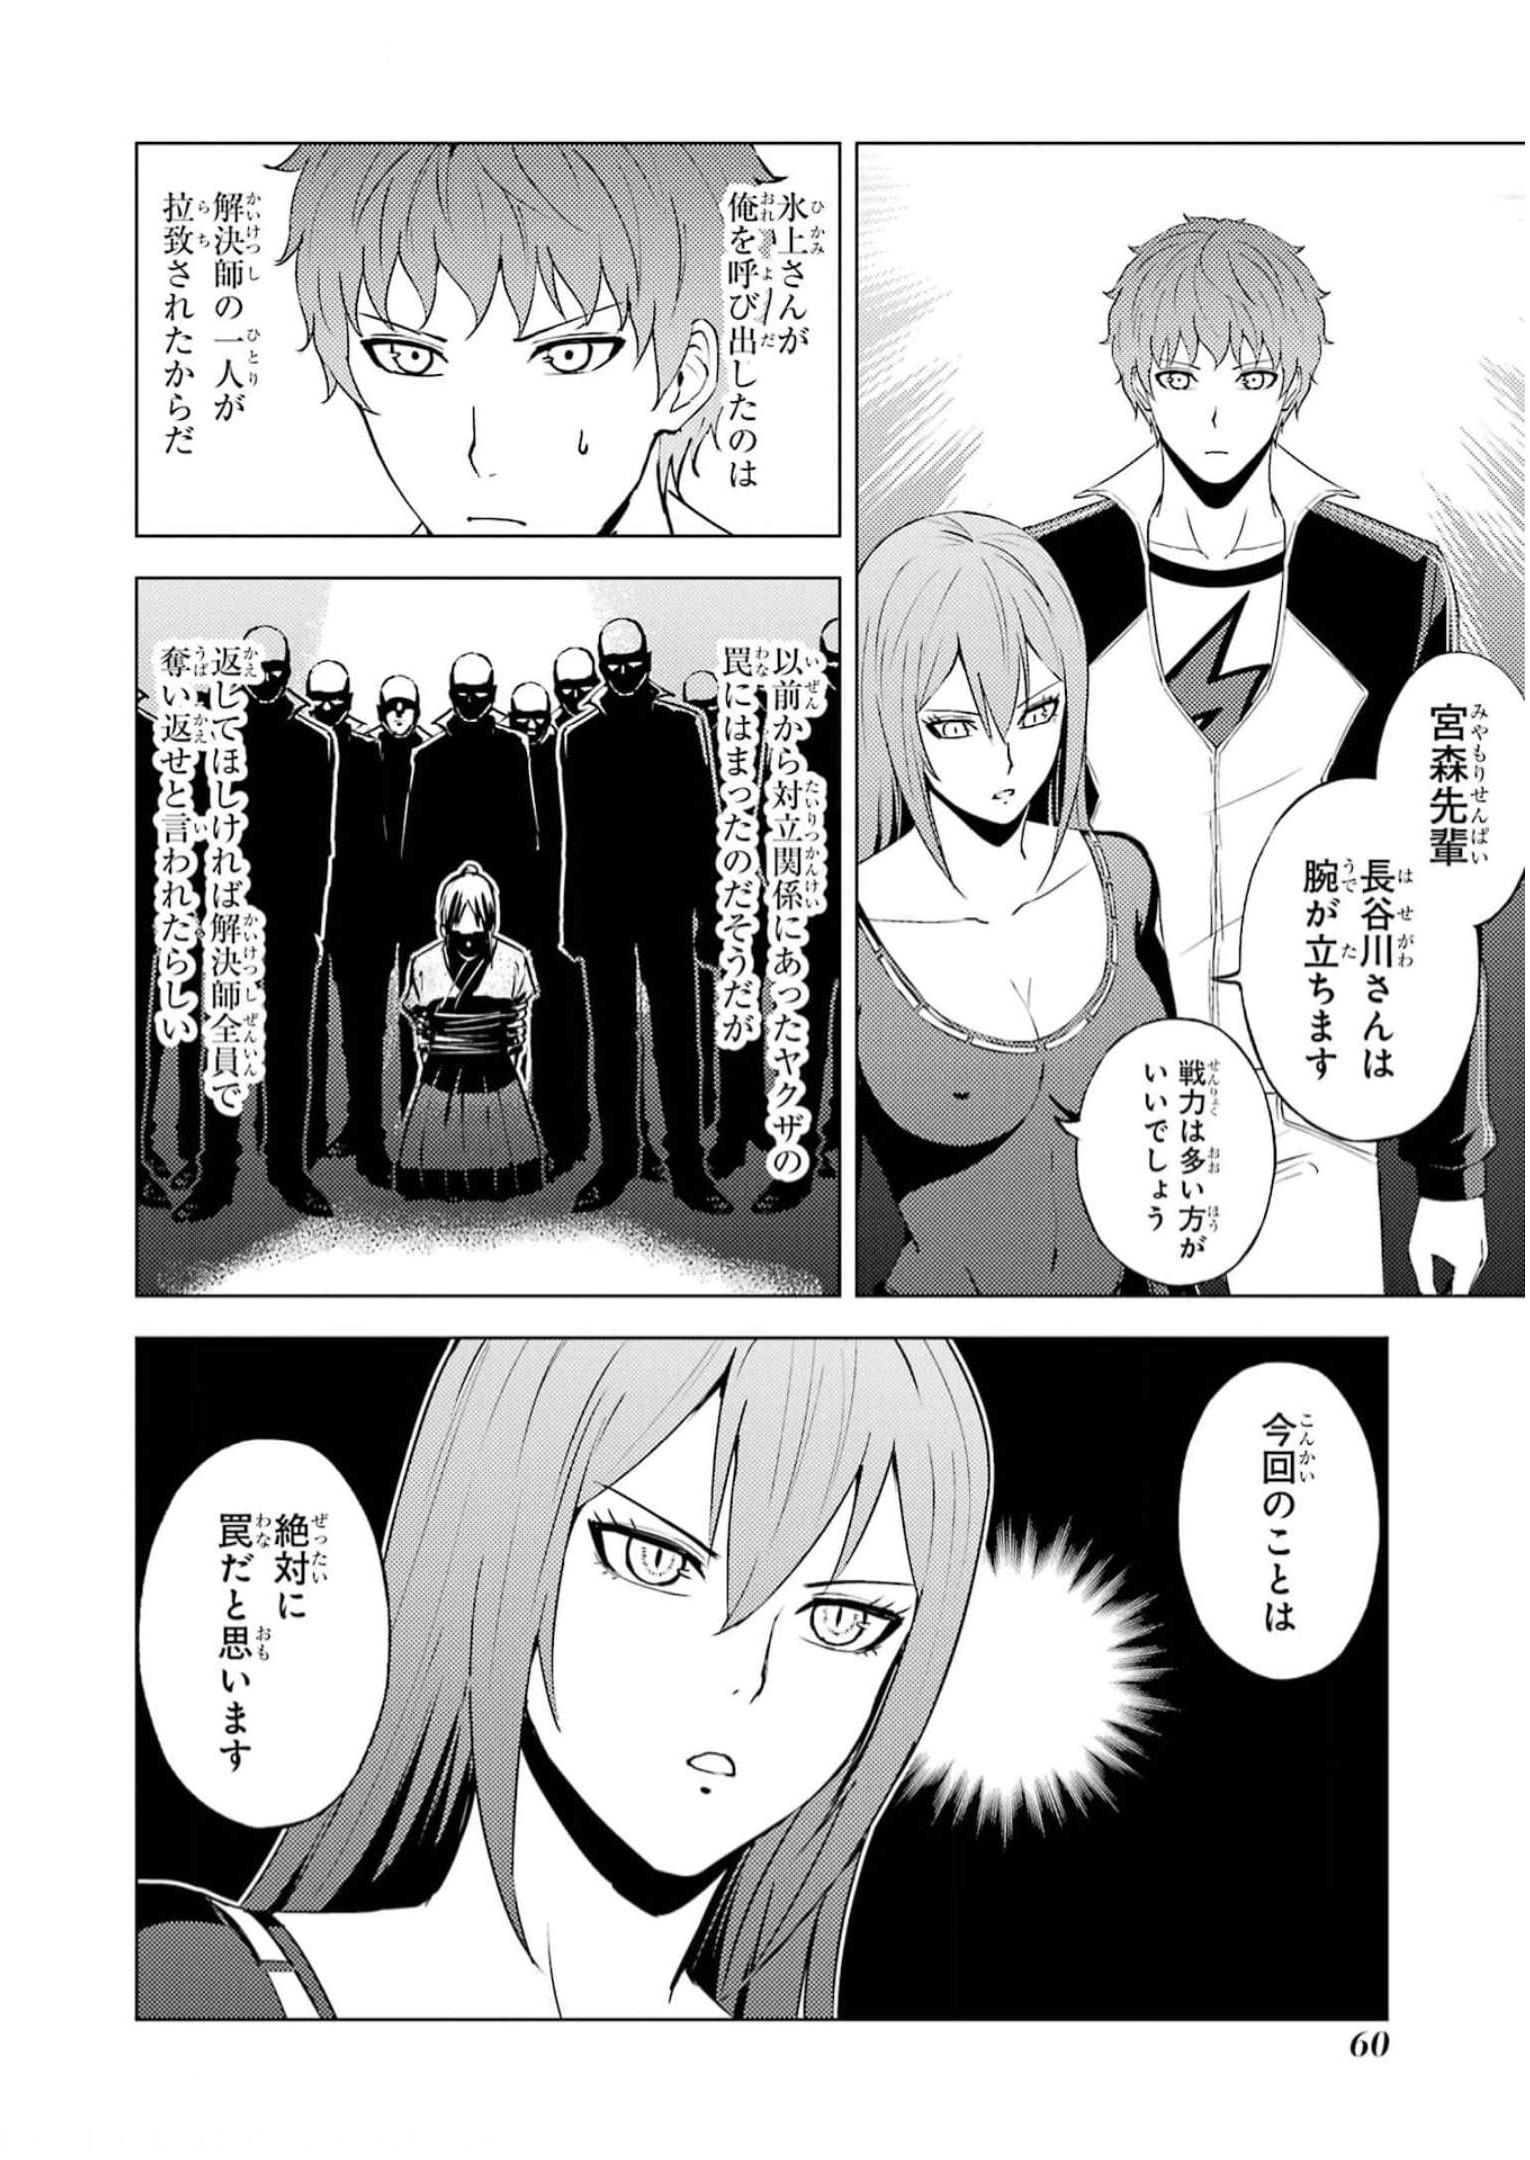 宮森先輩
長谷川さんは
腕が立ちます
戦力は多い方が
いいでしょう
氷上さんが
俺を呼び出したのは
解決師の一人が
拉致されたからだ
以前から対立関係にあったヤクザの
罠にはまったのだそうだが
返してほしければ解決師全員で
奪い返せと言われたらしい
今回のことは
絶対に
罠だと思います
60